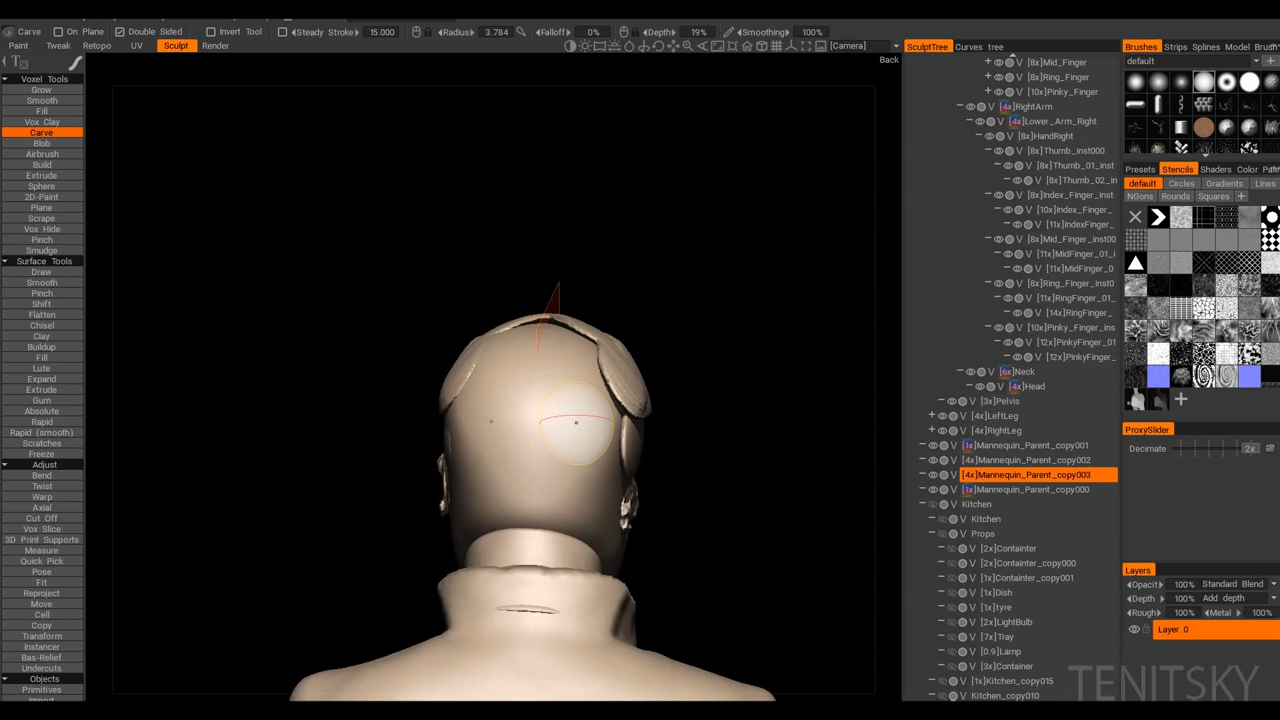 Carve On Plane Double Sided Invert Tool Steady Stroke 15.000 Radius 3.784 Falloff 0% Depth 19% Smoothing 100%
Paint Tweak Retopo UV Sculpt Render [Camera]
Back
Voxel Tools
Grow
Smooth
Fill
Vox Clay
Carve
Blob
Airbrush
Build
Extrude
Sphere
2D-Paint
Plane
Scrape
Vox Hide
Pinch
Smudge
Surface Tools
Draw
Smooth
Pinch
Shift
Flatten
Chisel
Clay
Buildup
Fill
Lute
Expand
Extrude
Gum
Absolute
Rapid
Rapid (smooth)
Scratches
Freeze
Adjust
Bend
Twist
Warp
Axial
Cut Off
Vox Slice
3D Print Supports
Measure
Quick Pick
Pose
Fit
Reproject
Move
Cell
Copy
Transform
Instancer
Bas-Relief
Undercuts
Objects
Primitives
SculptTree Curves tree
V [8x]Mid_Finger
V [8x]Ring_Finger
V [10x]Pinky_Finger
V [4x]RightArm
V [4x]Lower_Arm_Right
V [8x]HandRight
V [8x]Thumb_inst000
V [8x]Thumb_01_inst
V [8x]Thumb_02_in
V [8x]Index_Finger_inst
V [10x]Index_Finger_
V [11x]IndexFinger_
V [8x]Mid_Finger_inst00
V [11x]MidFinger_01_i
V [11x]MidFinger_0
V [8x]Ring_Finger_inst0
V [11x]RingFinger_01_
V [14x]RingFinger_
V [10x]Pinky_Finger_ins
V [12x]PinkyFinger_01
V [12x]PinkyFinger_
V [6x]Neck
V [4x]Head
V [3x]Pelvis
V [4x]LeftLeg
V [4x]RightLeg
V [1x]Mannequin_Parent_copy001
V [4x]Mannequin_Parent_copy002
V [4x]Mannequin_Parent_copy003
V [1x]Mannequin_Parent_copy000
V Kitchen
V Kitchen
V Props
V [2x]Containter
V [2x]Containter_copy000
V [1x]Containter_copy001
V [1x]Dish
V [1x]tyre
V [2x]LightBulb
V [7x]Tray
V [0.9]Lamp
V [3x]Container
V [1x]Kitchen_copy015
V Kitchen_copy010
Brushes Strips Splines Model Brush
default
Presets Stencils Shaders Color
default Circles Gradients Lines
NGons Rounds Squares
ProxySlider
Decimate 2x
Layers
Opacit 100% Standard Blend
Depth 100% Add depth
Rough 100% Metal 100%
Layer 0
TENITSKY